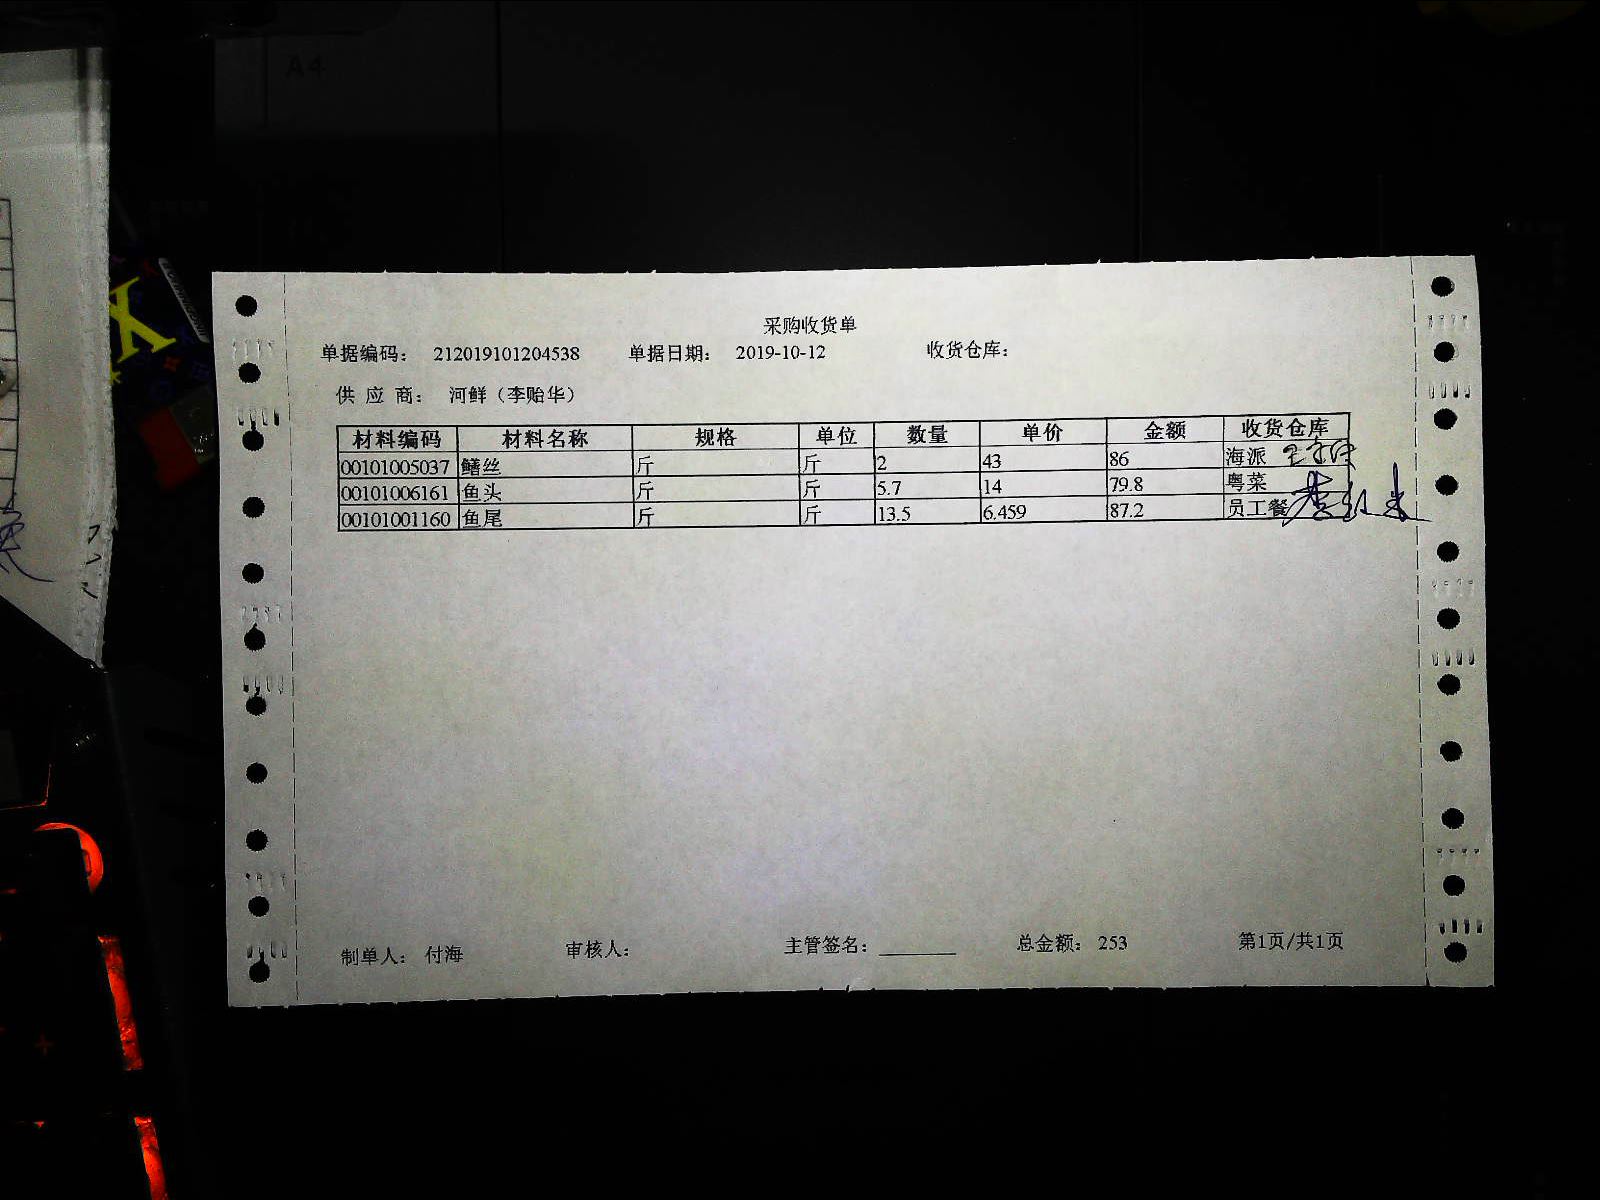 A4
采购收货单
单据编码： 212019101204538 单据日期： 2019-10-12 收货仓库：
供 应 商： 河鲜（李贻华）
材料编码 材料名称 规格 单位 数量 单价 金额 收货仓库
00101005037 鳝丝 斤 斤 2 43 86 海派
00101006161 鱼头 斤 斤 5.7 14 79.8 粤菜
00101001160 鱼尾 斤 斤 13.5 6.459 87.2 员工餐
制单人： 付海 审核人： 主管签名： 总金额： 253 第1页/共1页